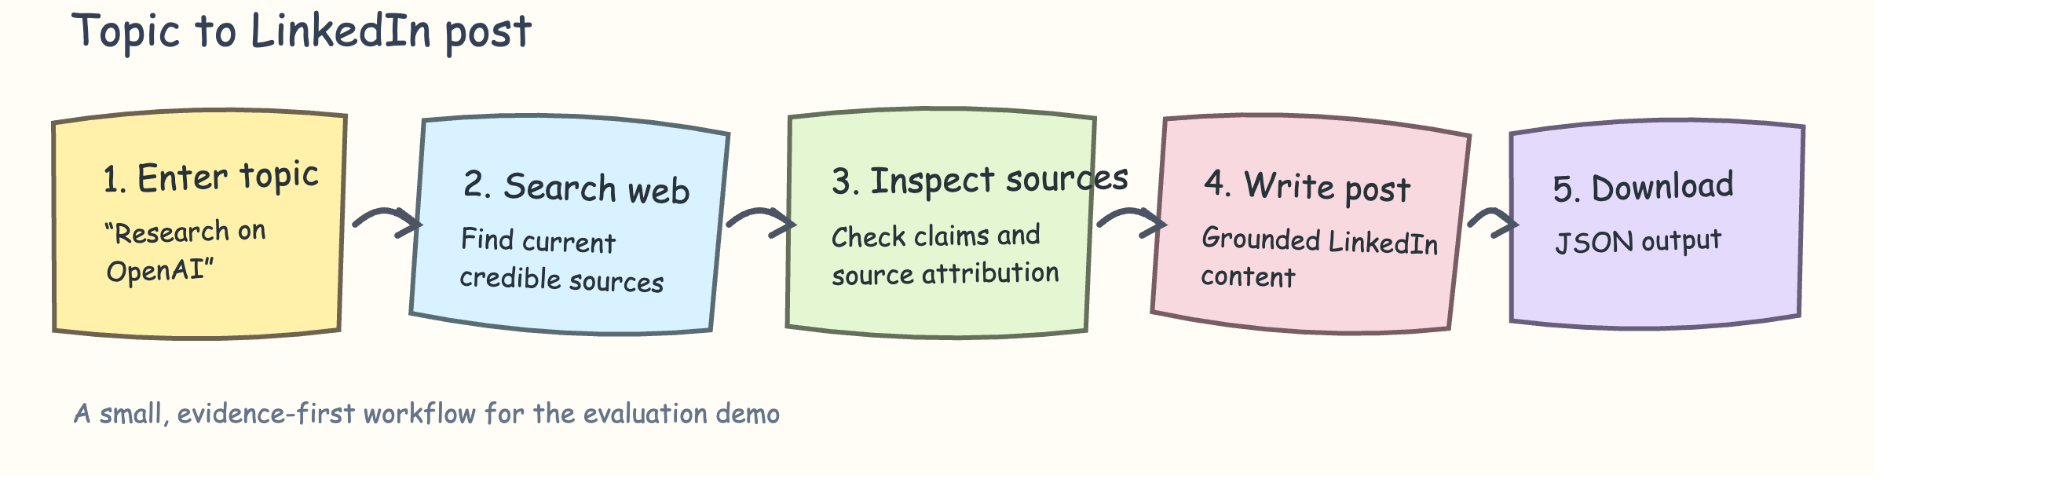 Topic to LinkedIn post
1. Enter topic
“Research on
OpenAI”
2. Search web
Find current
credible sources
3. Inspect sources
Check claims and
source attribution
4. Write post
Grounded LinkedIn
content
5. Download
JSON output
A small, evidence-first workflow for the evaluation demo